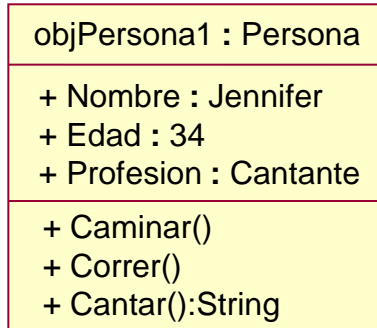 objPersona1 : Persona
+ Nombre : Jennifer
+ Edad : 34
+ Profesion : Cantante
+ Caminar()
+ Correr()
+ Cantar():String